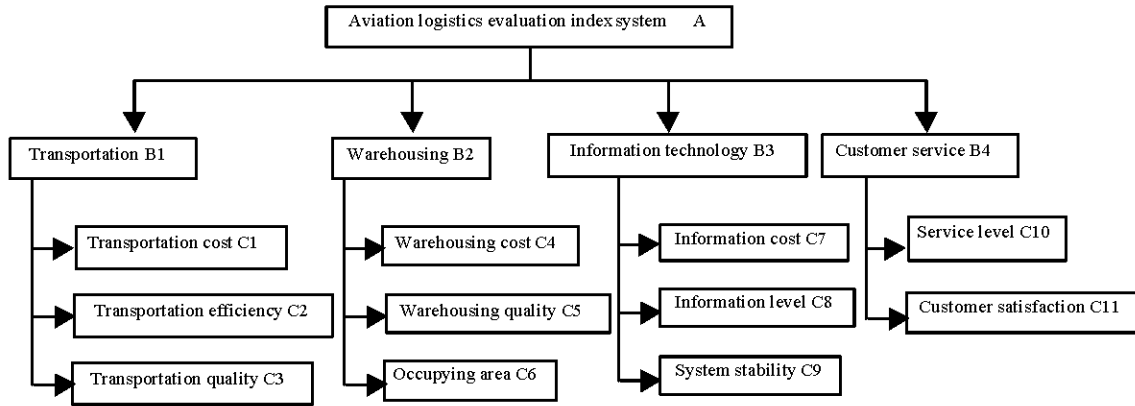 Aviation logistics evaluation index system A
Transportation B1
Warehousing B2
Information technology B3
Customer service B4
Transportation cost C1
Warehousing cost C4
Information cost C7
Service level C10
Transportation efficiency C2
Warehousing quality C5
Information level C8
Customer satisfaction C11
Transportation quality C3
Occupying area C6
System stability C9